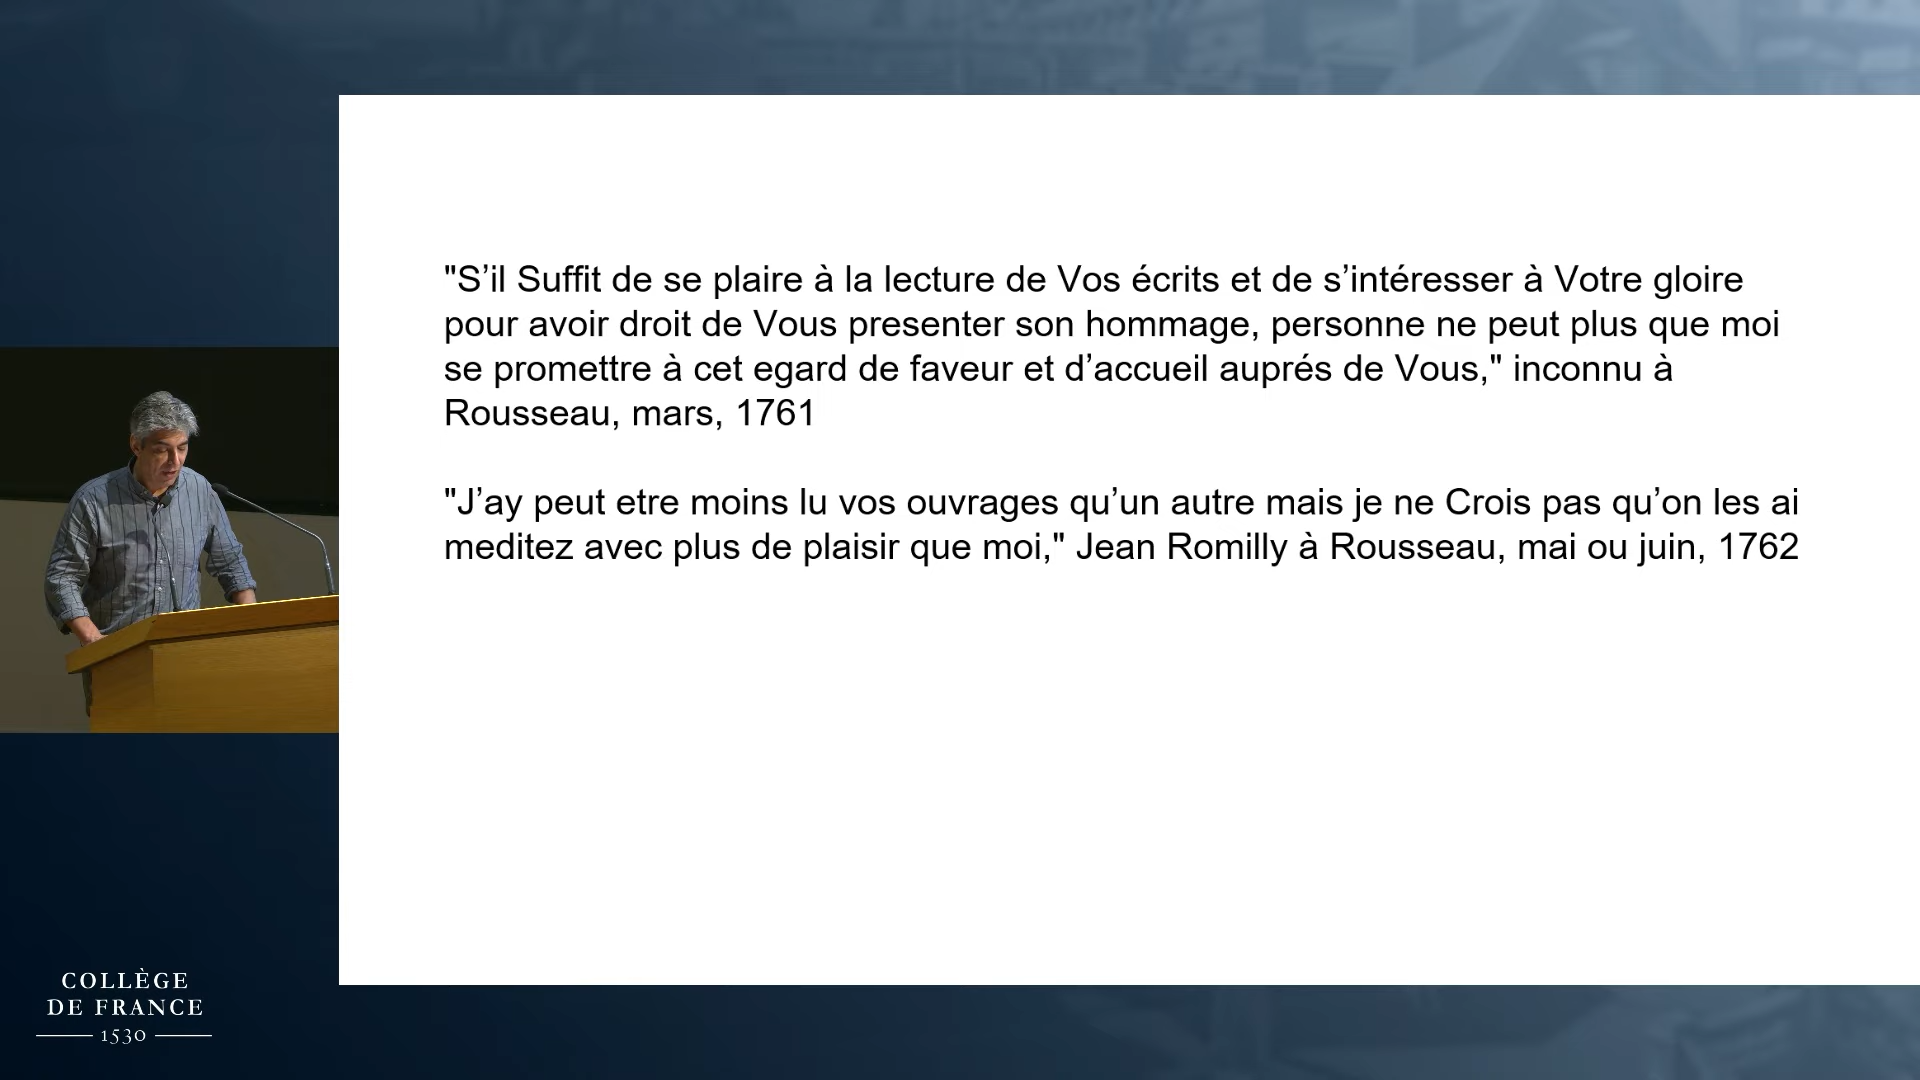 "S’il Suffit de se plaire à la lecture de Vos écrits et de s’intéresser à Votre gloire
pour avoir droit de Vous presenter son hommage, personne ne peut plus que moi
se promettre à cet egard de faveur et d’accueil auprés de Vous," inconnu à
Rousseau, mars, 1761
"J’ay peut etre moins lu vos ouvrages qu’un autre mais je ne Crois pas qu’on les ai
meditez avec plus de plaisir que moi," Jean Romilly à Rousseau, mai ou juin, 1762
COLLÈGE
DE FRANCE
1530